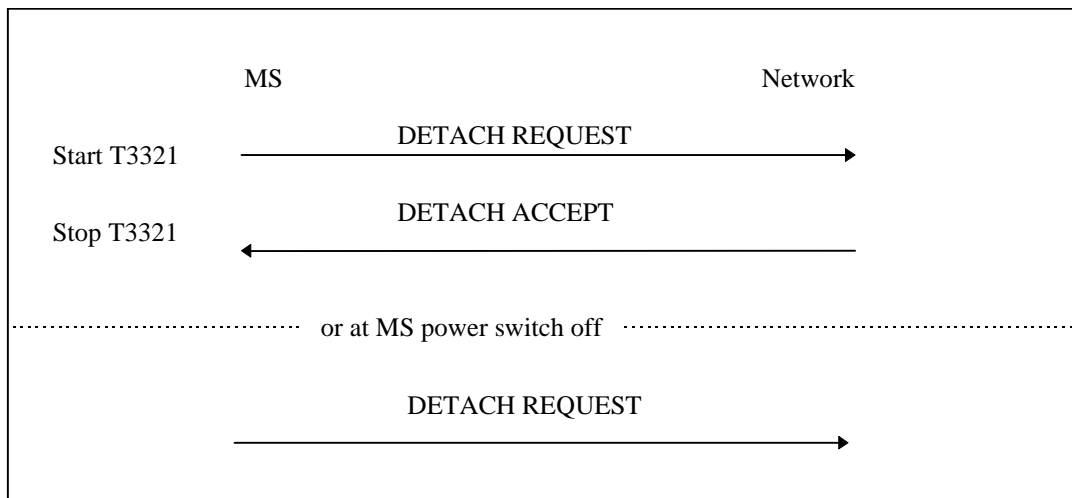 MS Network
Start T3321 DETACH REQUEST
Stop T3321 DETACH ACCEPT
or at MS power switch off
DETACH REQUEST